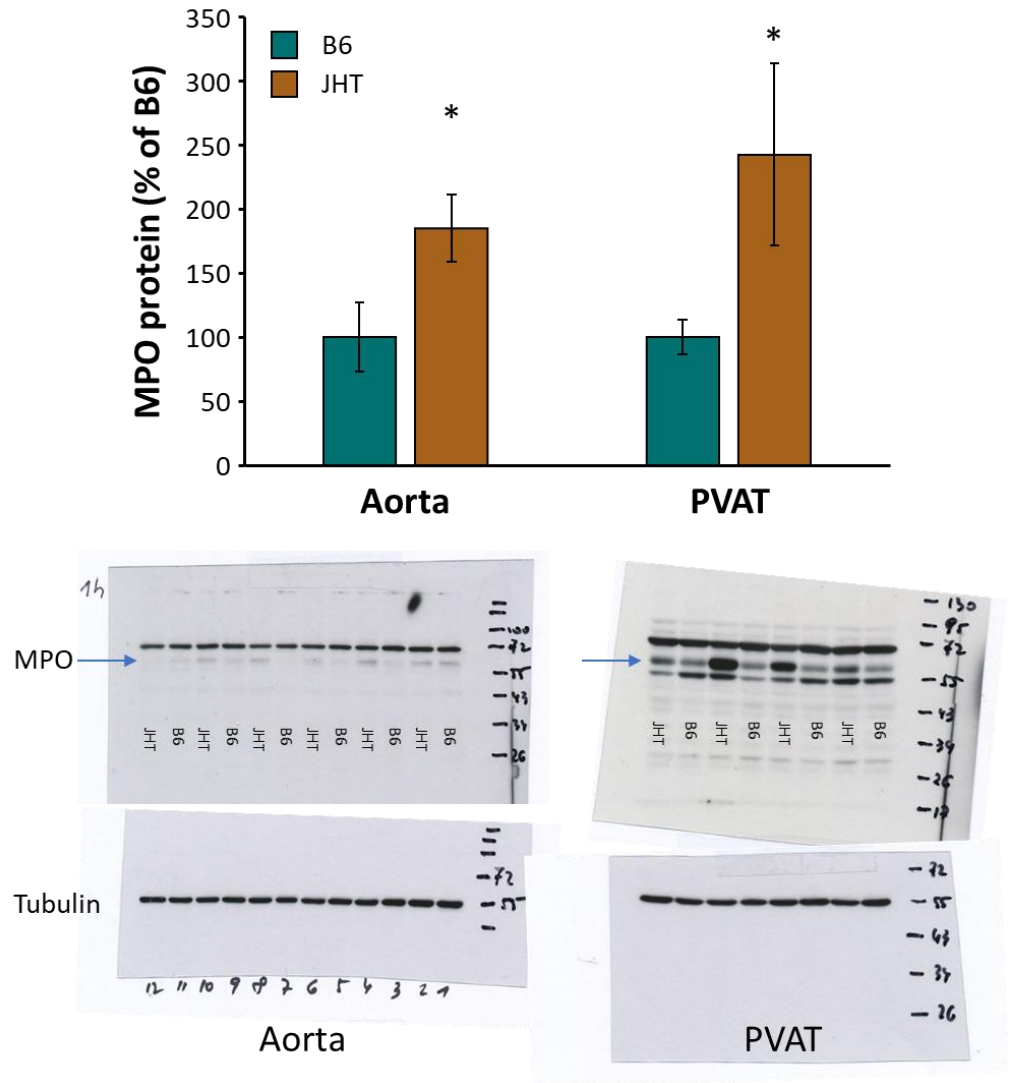 350
300
250
200
150
100
50
0
MPO protein (% of B6)
B6
JHT
*
*
Aorta
PVAT
1h
MPO
100
72
55
43
34
26
JHT B6 JHT B6 JHT B6 JHT B6 JHT B6 JHT B6
130
95
72
55
43
34
26
17
JHT B6 JHT B6 JHT B6 JHT B6
Tubulin
72
55
12 11 10 9 8 7 6 5 4 3 2 1
Aorta
72
55
43
34
26
PVAT